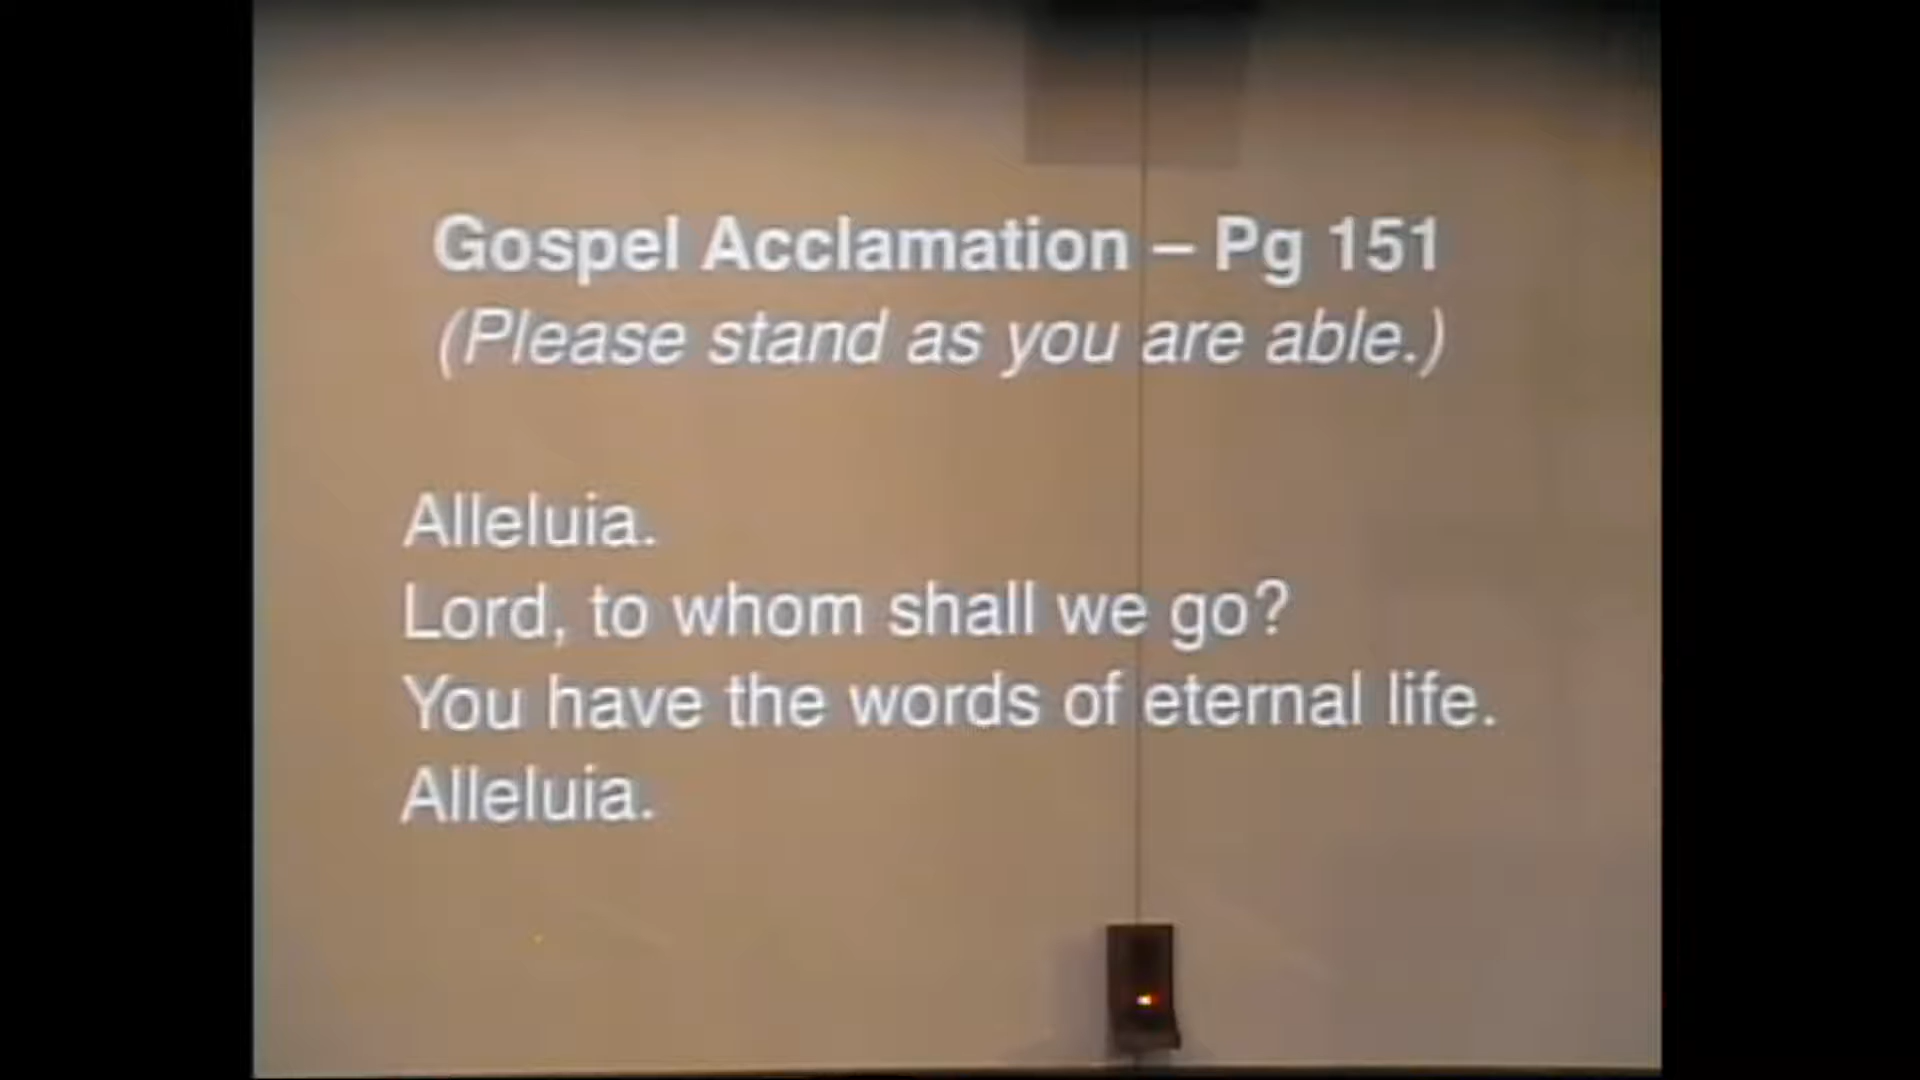 Gospel Acclamation – Pg 151
(Please stand as you are able.)
Alleluia.
Lord, to whom shall we go?
You have the words of eternal life.
Alleluia.